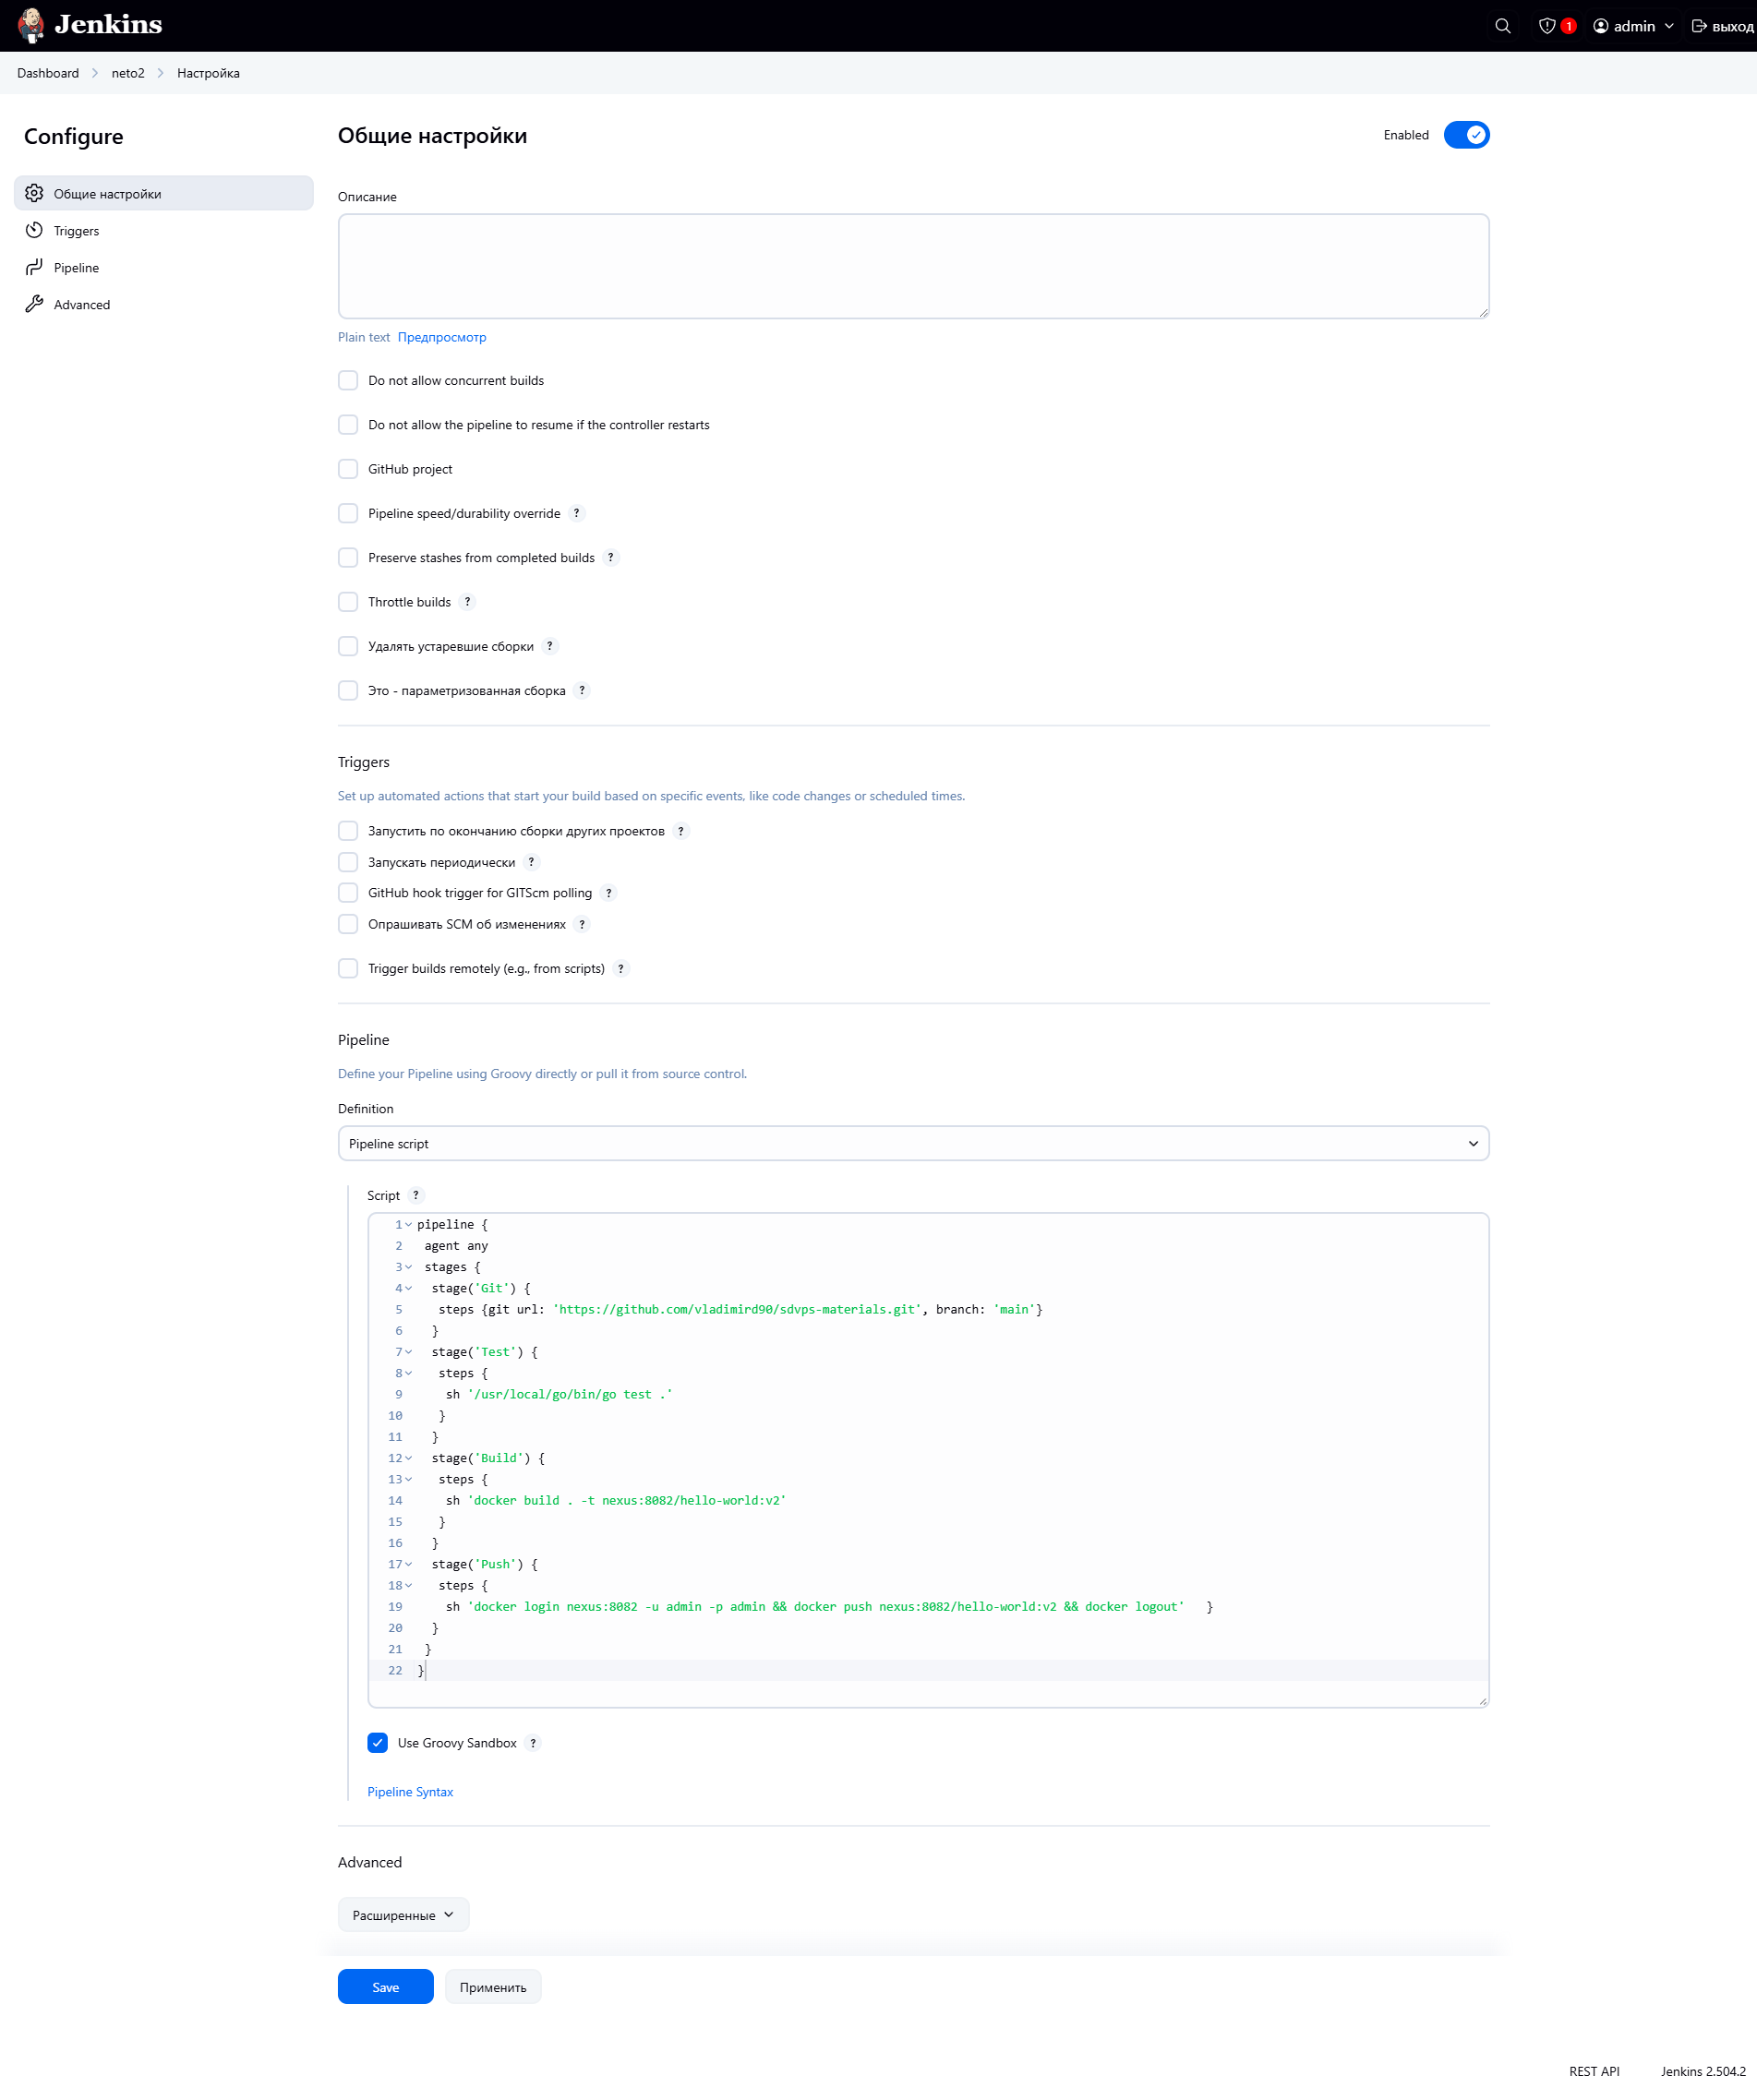 Jenkins
1
admin
выход
Dashboard
neto2
Настройка
Configure
Общие настройки
Triggers
Pipeline
Advanced
Общие настройки
Enabled
Описание
Plain text Предпросмотр
Do not allow concurrent builds
Do not allow the pipeline to resume if the controller restarts
GitHub project
Pipeline speed/durability override ?
Preserve stashes from completed builds ?
Throttle builds ?
Удалять устаревшие сборки ?
Это - параметризованная сборка ?
Triggers
Set up automated actions that start your build based on specific events, like code changes or scheduled times.
Запустить по окончанию сборки других проектов ?
Запускать периодически ?
GitHub hook trigger for GITScm polling ?
Опрашивать SCM об изменениях ?
Trigger builds remotely (e.g., from scripts) ?
Pipeline
Define your Pipeline using Groovy directly or pull it from source control.
Definition
Pipeline script
Script ?
1 pipeline {
2 agent any
3 stages {
4 stage('Git') {
5 steps {git url: 'https://github.com/vladimird90/sdvps-materials.git', branch: 'main'}
6 }
7 stage('Test') {
8 steps {
9 sh '/usr/local/go/bin/go test .'
10 }
11 }
12 stage('Build') {
13 steps {
14 sh 'docker build . -t nexus:8082/hello-world:v2'
15 }
16 }
17 stage('Push') {
18 steps {
19 sh 'docker login nexus:8082 -u admin -p admin && docker push nexus:8082/hello-world:v2 && docker logout' }
20 }
21 }
22 }
Use Groovy Sandbox ?
Pipeline Syntax
Advanced
Расширенные
Save
Применить
REST API
Jenkins 2.504.2